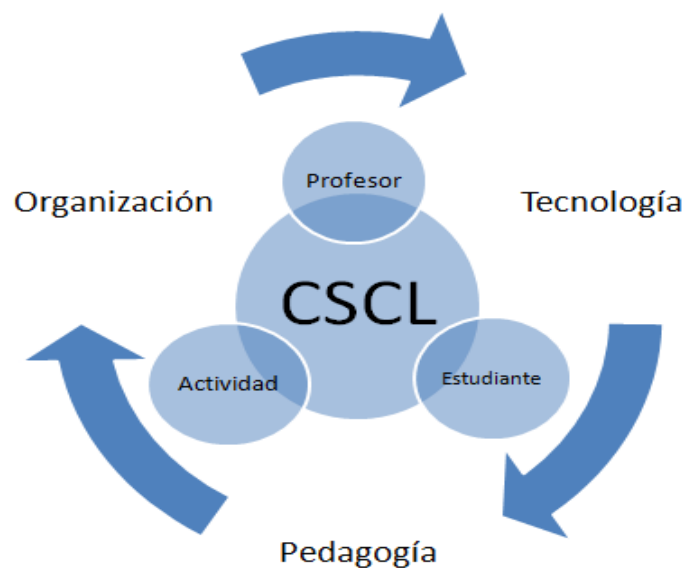 Profesor
Organización
Tecnología
CSCL
Actividad
Estudiante
Pedagogía